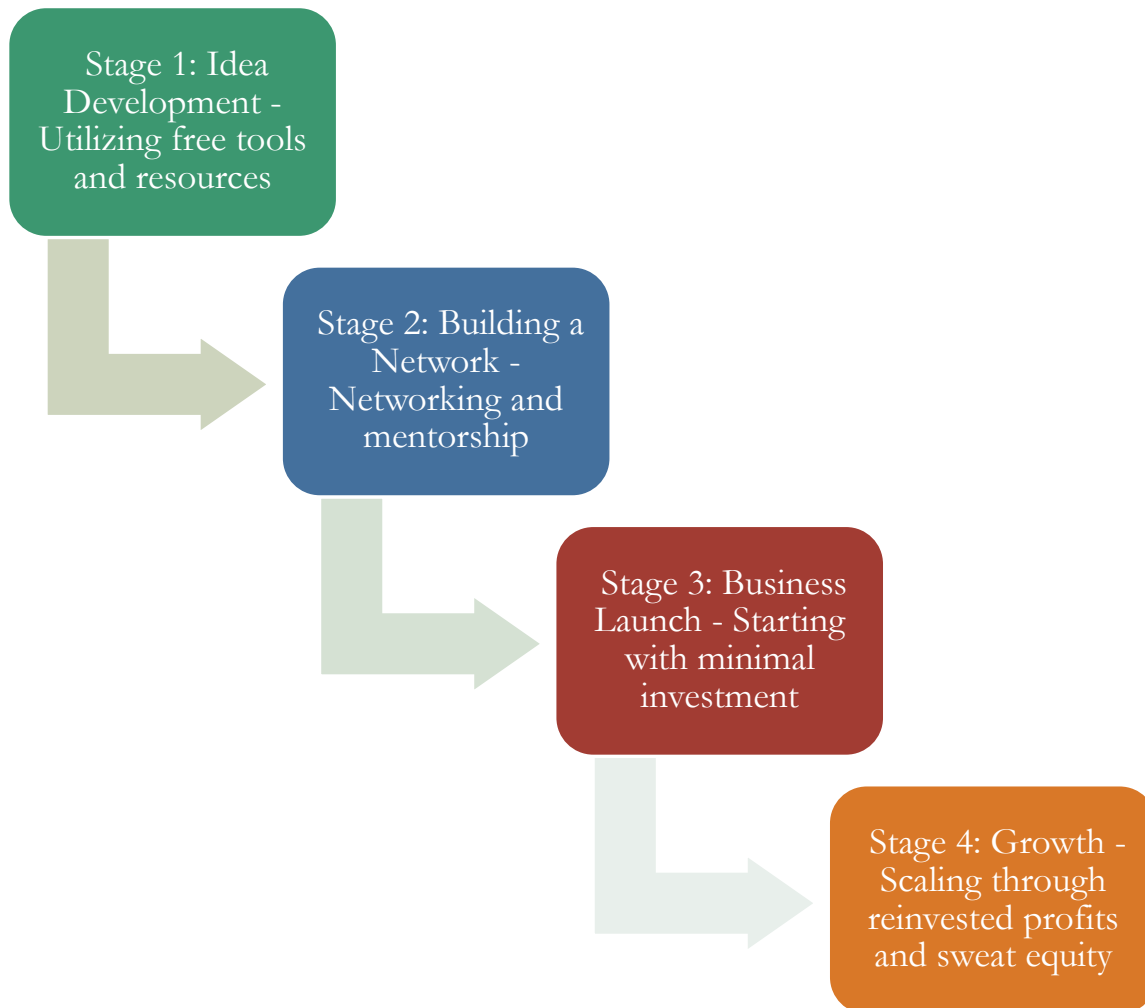 Stage 1: Idea
Development -
Utilizing free tools
and resources
Stage 2: Building a
Network -
Networking and
mentorship
Stage 3: Business
Launch - Starting
with minimal
investment
Stage 4: Growth -
Scaling through
reinvested profits
and sweat equity